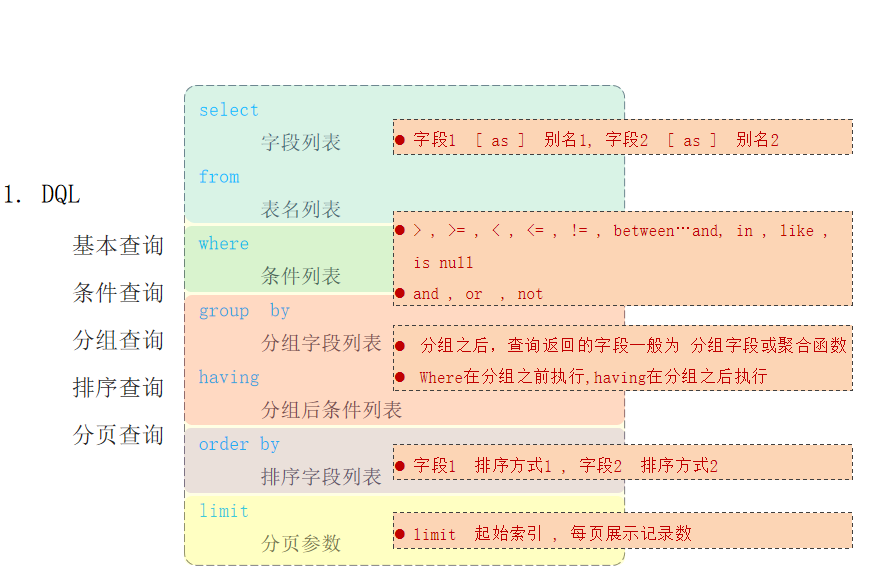 1. DQL
基本查询
条件查询
分组查询
排序查询
分页查询
select
字段列表
from
表名列表
where
条件列表
group by
分组字段列表
having
分组后条件列表
order by
排序字段列表
limit
分页参数
● 字段1 [ as ] 别名1, 字段2 [ as ] 别名2
● > , >= , < , <= , != , between…and, in , like ,
is null
● and , or , not
● 分组之后, 查询返回的字段一般为 分组字段或聚合函数
● Where在分组之前执行,having在分组之后执行
● 字段1 排序方式1 , 字段2 排序方式2
● limit 起始索引 , 每页展示记录数